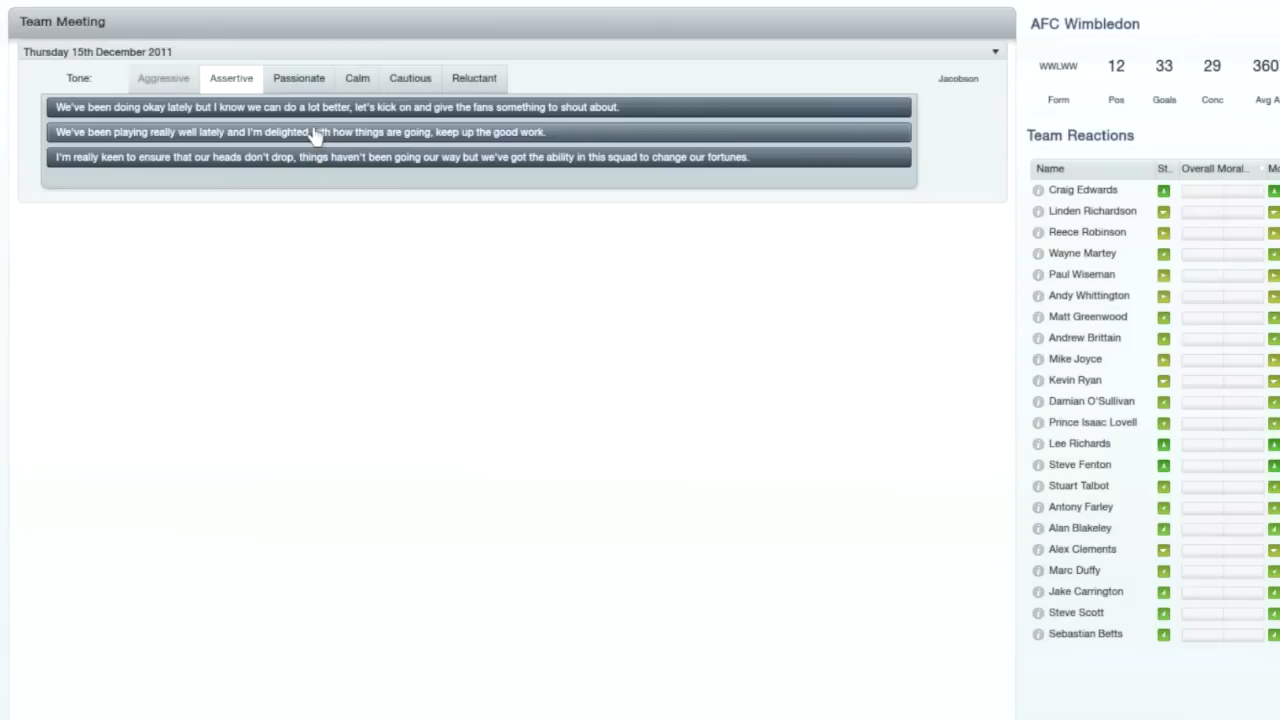 Team Meeting
Thursday 15th December 2011
Tone: Aggressive Assertive Passionate Calm Cautious Reluctant Jacobson
We've been doing okay lately but I know we can do a lot better, let's kick on and give the fans something to shout about.
We've been playing really well lately and I'm delighted how things are going, keep up the good work.
I'm really keen to ensure that our heads don't drop, things haven't been going our way but we've got the ability in this squad to change our fortunes.
AFC Wimbledon
WWLWW 12 33 29 360
Form Pos Goals Conc Avg A
Team Reactions
Name St.. Overall Moral.. Mo
Craig Edwards
Linden Richardson
Reece Robinson
Wayne Martey
Paul Wiseman
Andy Whittington
Matt Greenwood
Andrew Brittain
Mike Joyce
Kevin Ryan
Damian O'Sullivan
Prince Isaac Lovell
Lee Richards
Steve Fenton
Stuart Talbot
Antony Farley
Alan Blakeley
Alex Clements
Marc Duffy
Jake Carrington
Steve Scott
Sebastian Betts